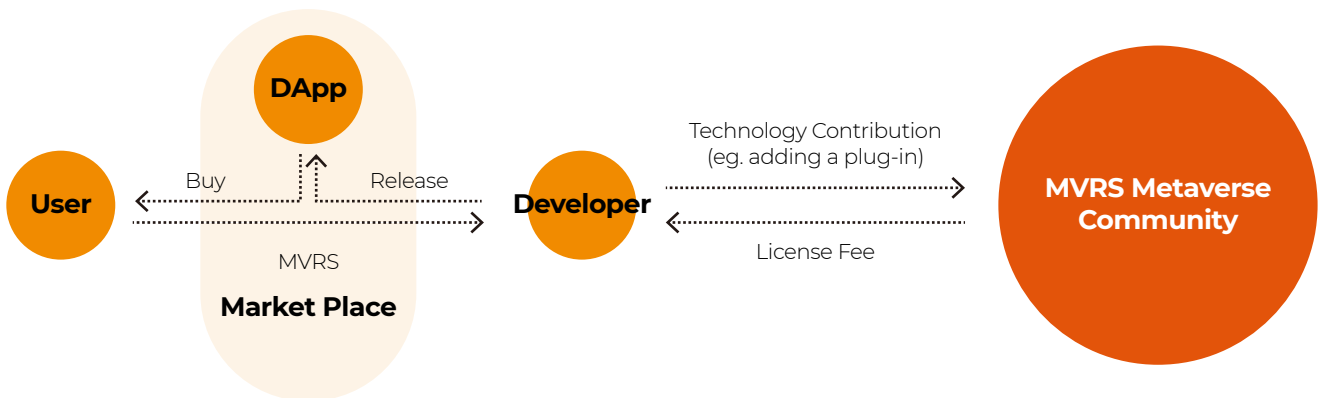 DApp
User
Buy
Release
MVRS
Market Place
Developer
Technology Contribution
(eg. adding a plug-in)
License Fee
MVRS Metaverse
Community